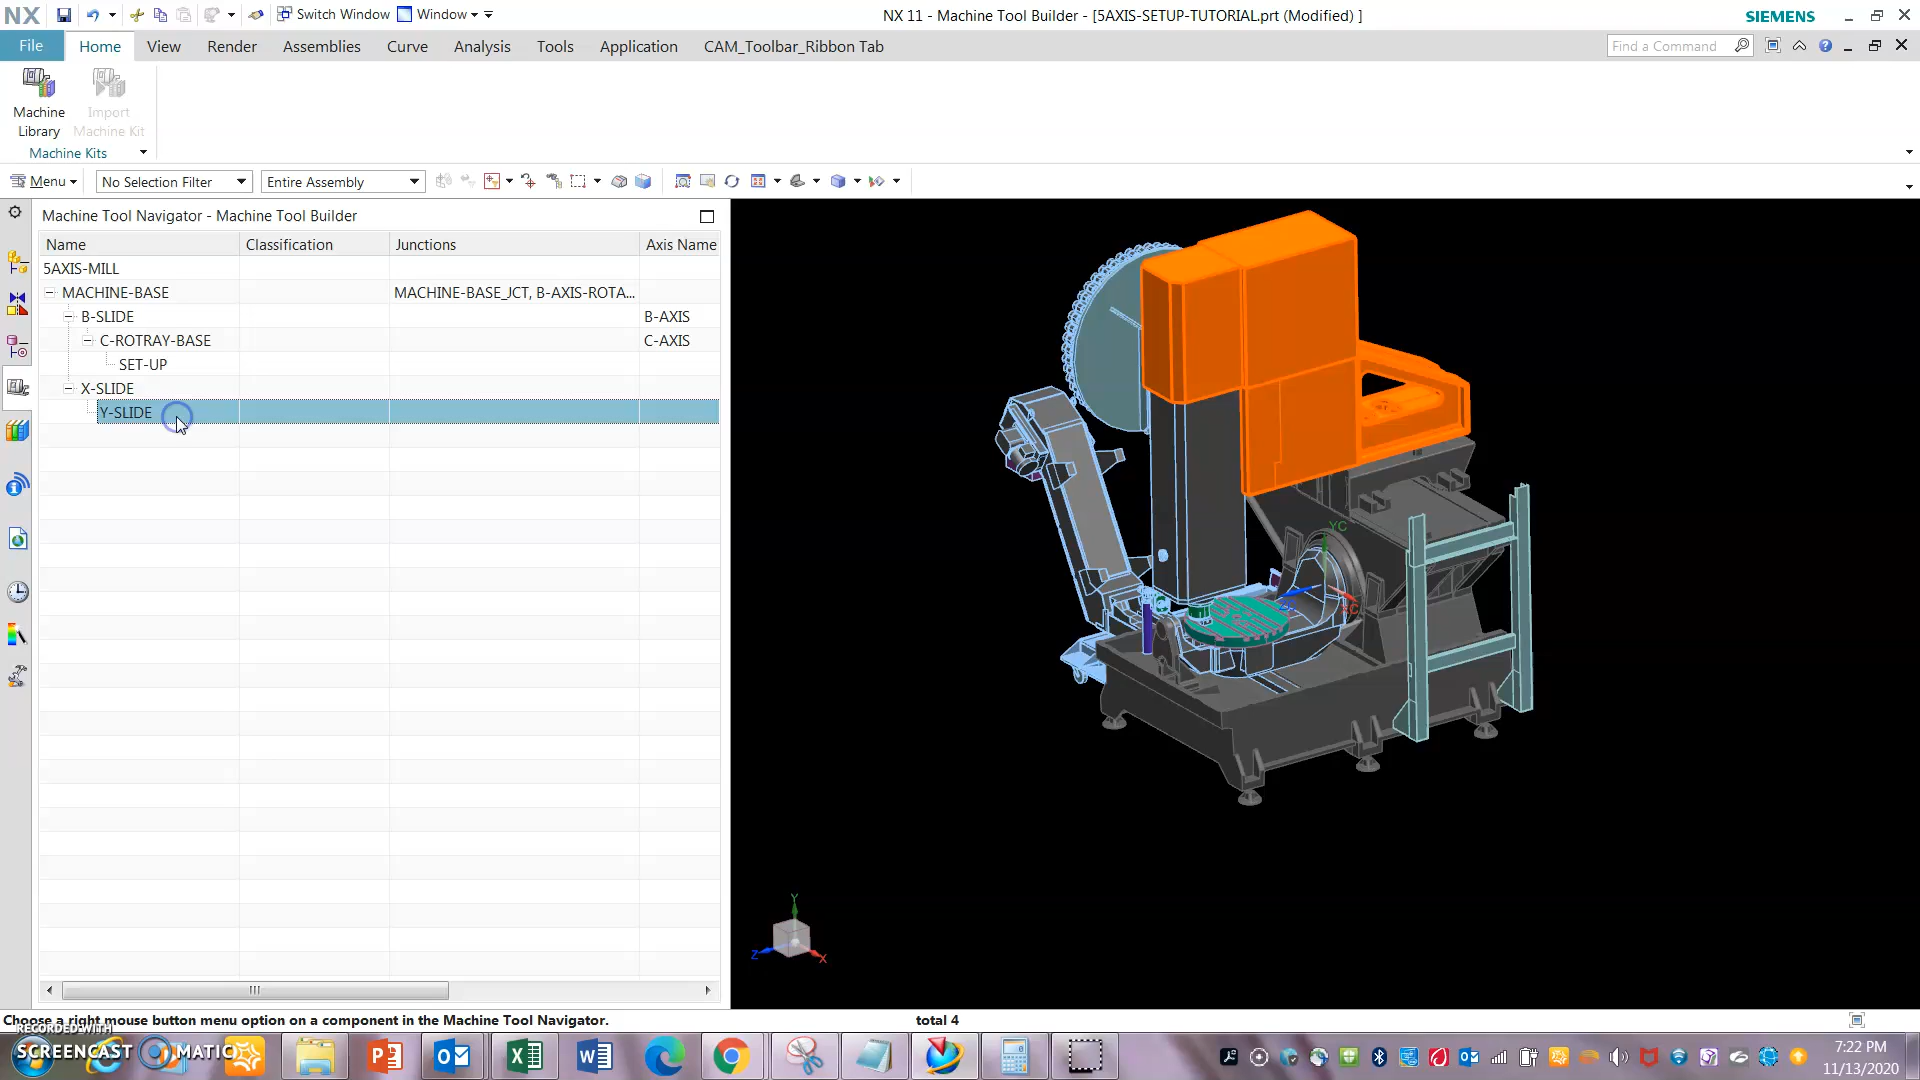 NX
Switch Window
Window
NX 11 - Machine Tool Builder - [5AXIS-SETUP-TUTORIAL.prt (Modified) ]
SIEMENS
File
Home
View
Render
Assemblies
Curve
Analysis
Tools
Application
CAM_Toolbar_Ribbon Tab
Find a Command
Machine
Library
Import
Machine Kit
Machine Kits
Menu
No Selection Filter
Entire Assembly
Machine Tool Navigator - Machine Tool Builder
Name
Classification
Junctions
Axis Name
5AXIS-MILL
MACHINE-BASE
MACHINE-BASE_JCT, B-AXIS-ROTA...
B-SLIDE
B-AXIS
C-ROTRAY-BASE
C-AXIS
SET-UP
X-SLIDE
Y-SLIDE
YC
XC
Y
Z
X
Choose a right mouse button menu option on a component in the Machine Tool Navigator.
total 4
RECORDED WITH
SCREENCAST MATIC
7:22 PM
11/13/2020